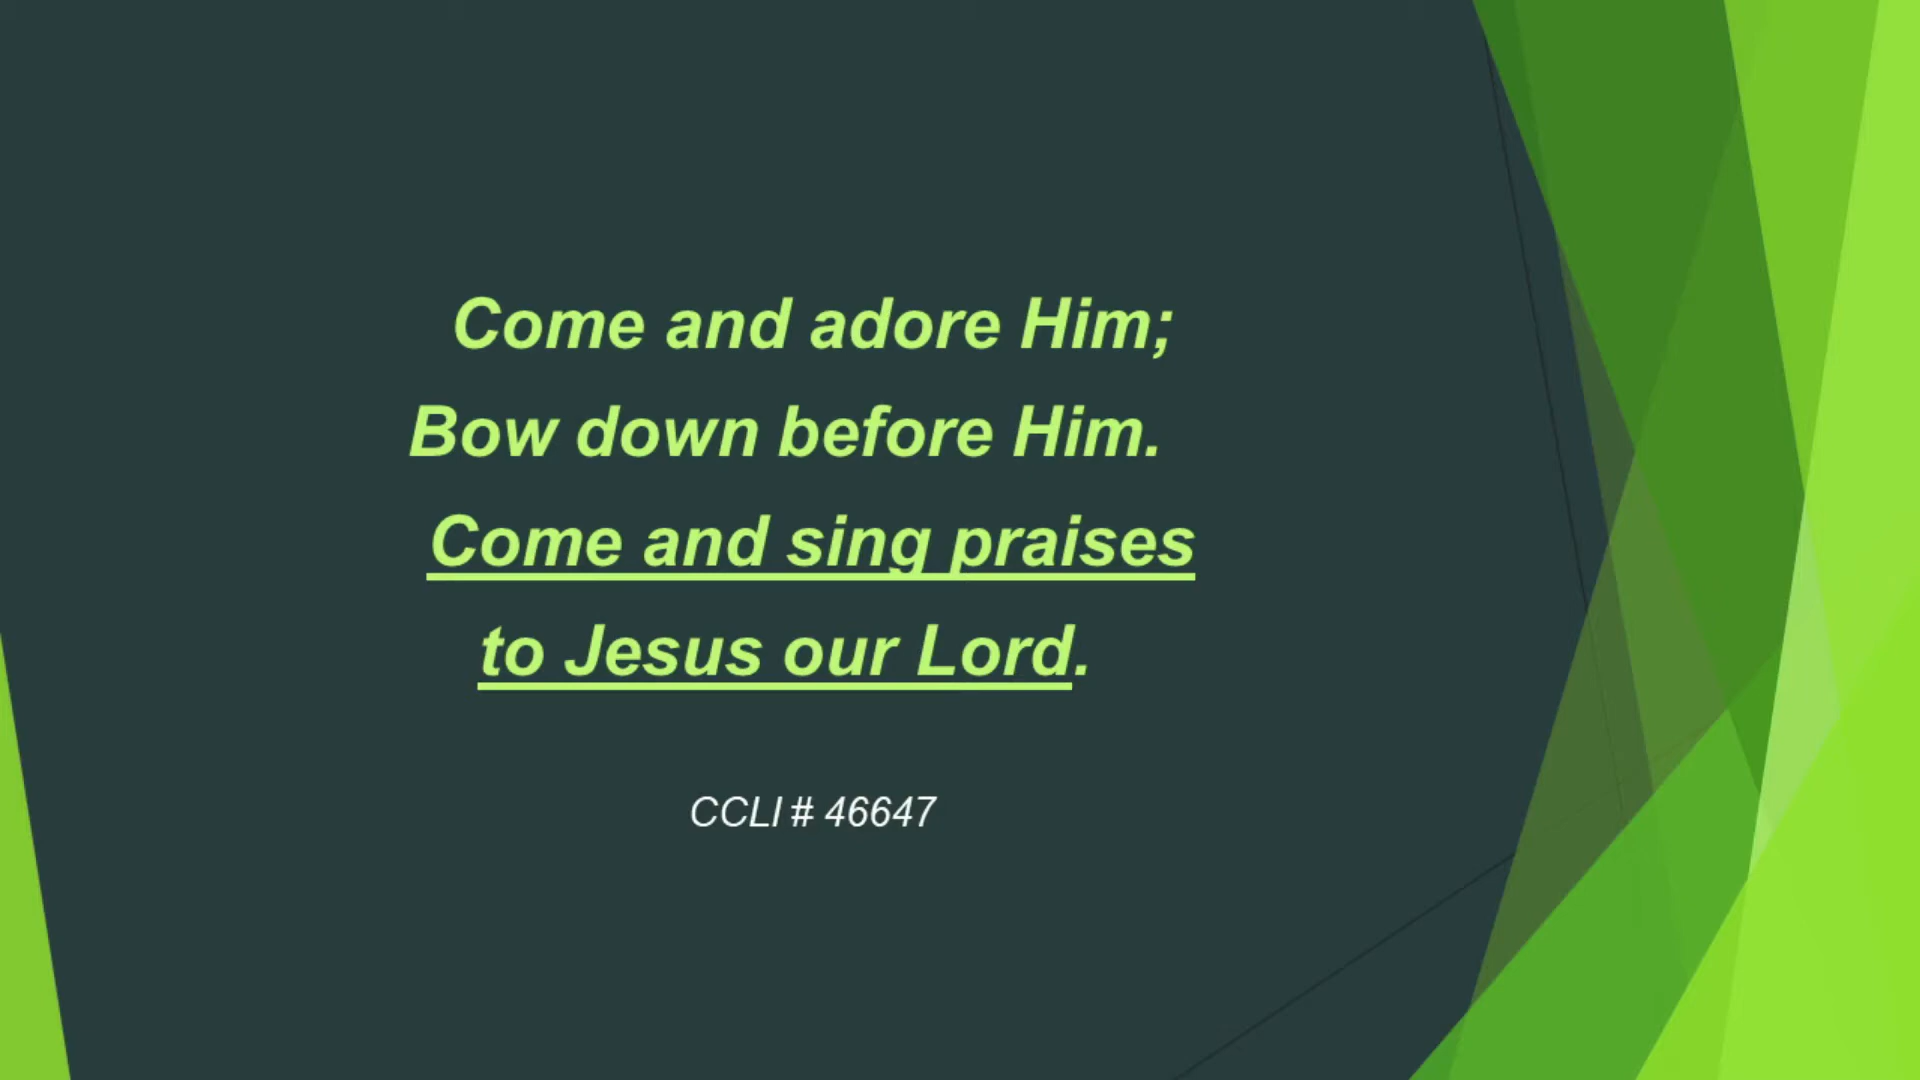 Come and adore Him;
Bow down before Him.
Come and sing praises
to Jesus our Lord.
CCLI # 46647